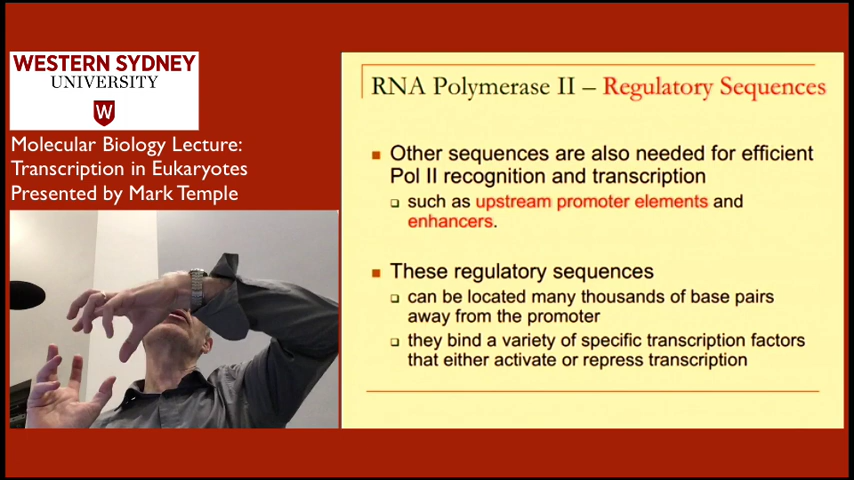 WESTERN SYDNEY
UNIVERSITY
W
Molecular Biology Lecture:
Transcription in Eukaryotes
Presented by Mark Temple
RNA Polymerase II – Regulatory Sequences
Other sequences are also needed for efficient
Pol II recognition and transcription
such as upstream promoter elements and
enhancers.
These regulatory sequences
can be located many thousands of base pairs
away from the promoter
they bind a variety of specific transcription factors
that either activate or repress transcription